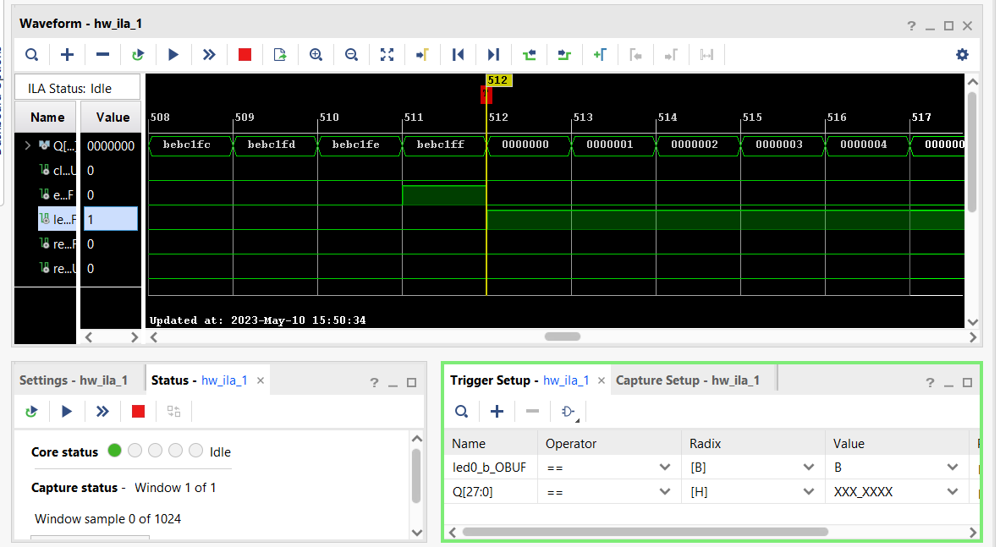 Waveform - hw_ila_1
?
ILA Status: Idle
512
Name Value
508 509 510 511 512 513 514 515 516 517
Q[...] 0000000 bebc1fc bebc1fd bebc1fe bebc1ff 0000000 0000001 0000002 0000003 0000004 00000
cl...U 0
e...F 0
le...F 1
re...F 0
re...U 0
Updated at: 2023-May-10 15:50:34
Settings - hw_ila_1 Status - hw_ila_1 × ?
Core status Idle
Capture status - Window 1 of 1
Window sample 0 of 1024
Trigger Setup - hw_ila_1 × Capture Setup - hw_ila_1 ?
Name Operator Radix Value
led0_b_OBUF == [B] B
Q[27:0] == [H] XXX_XXXX